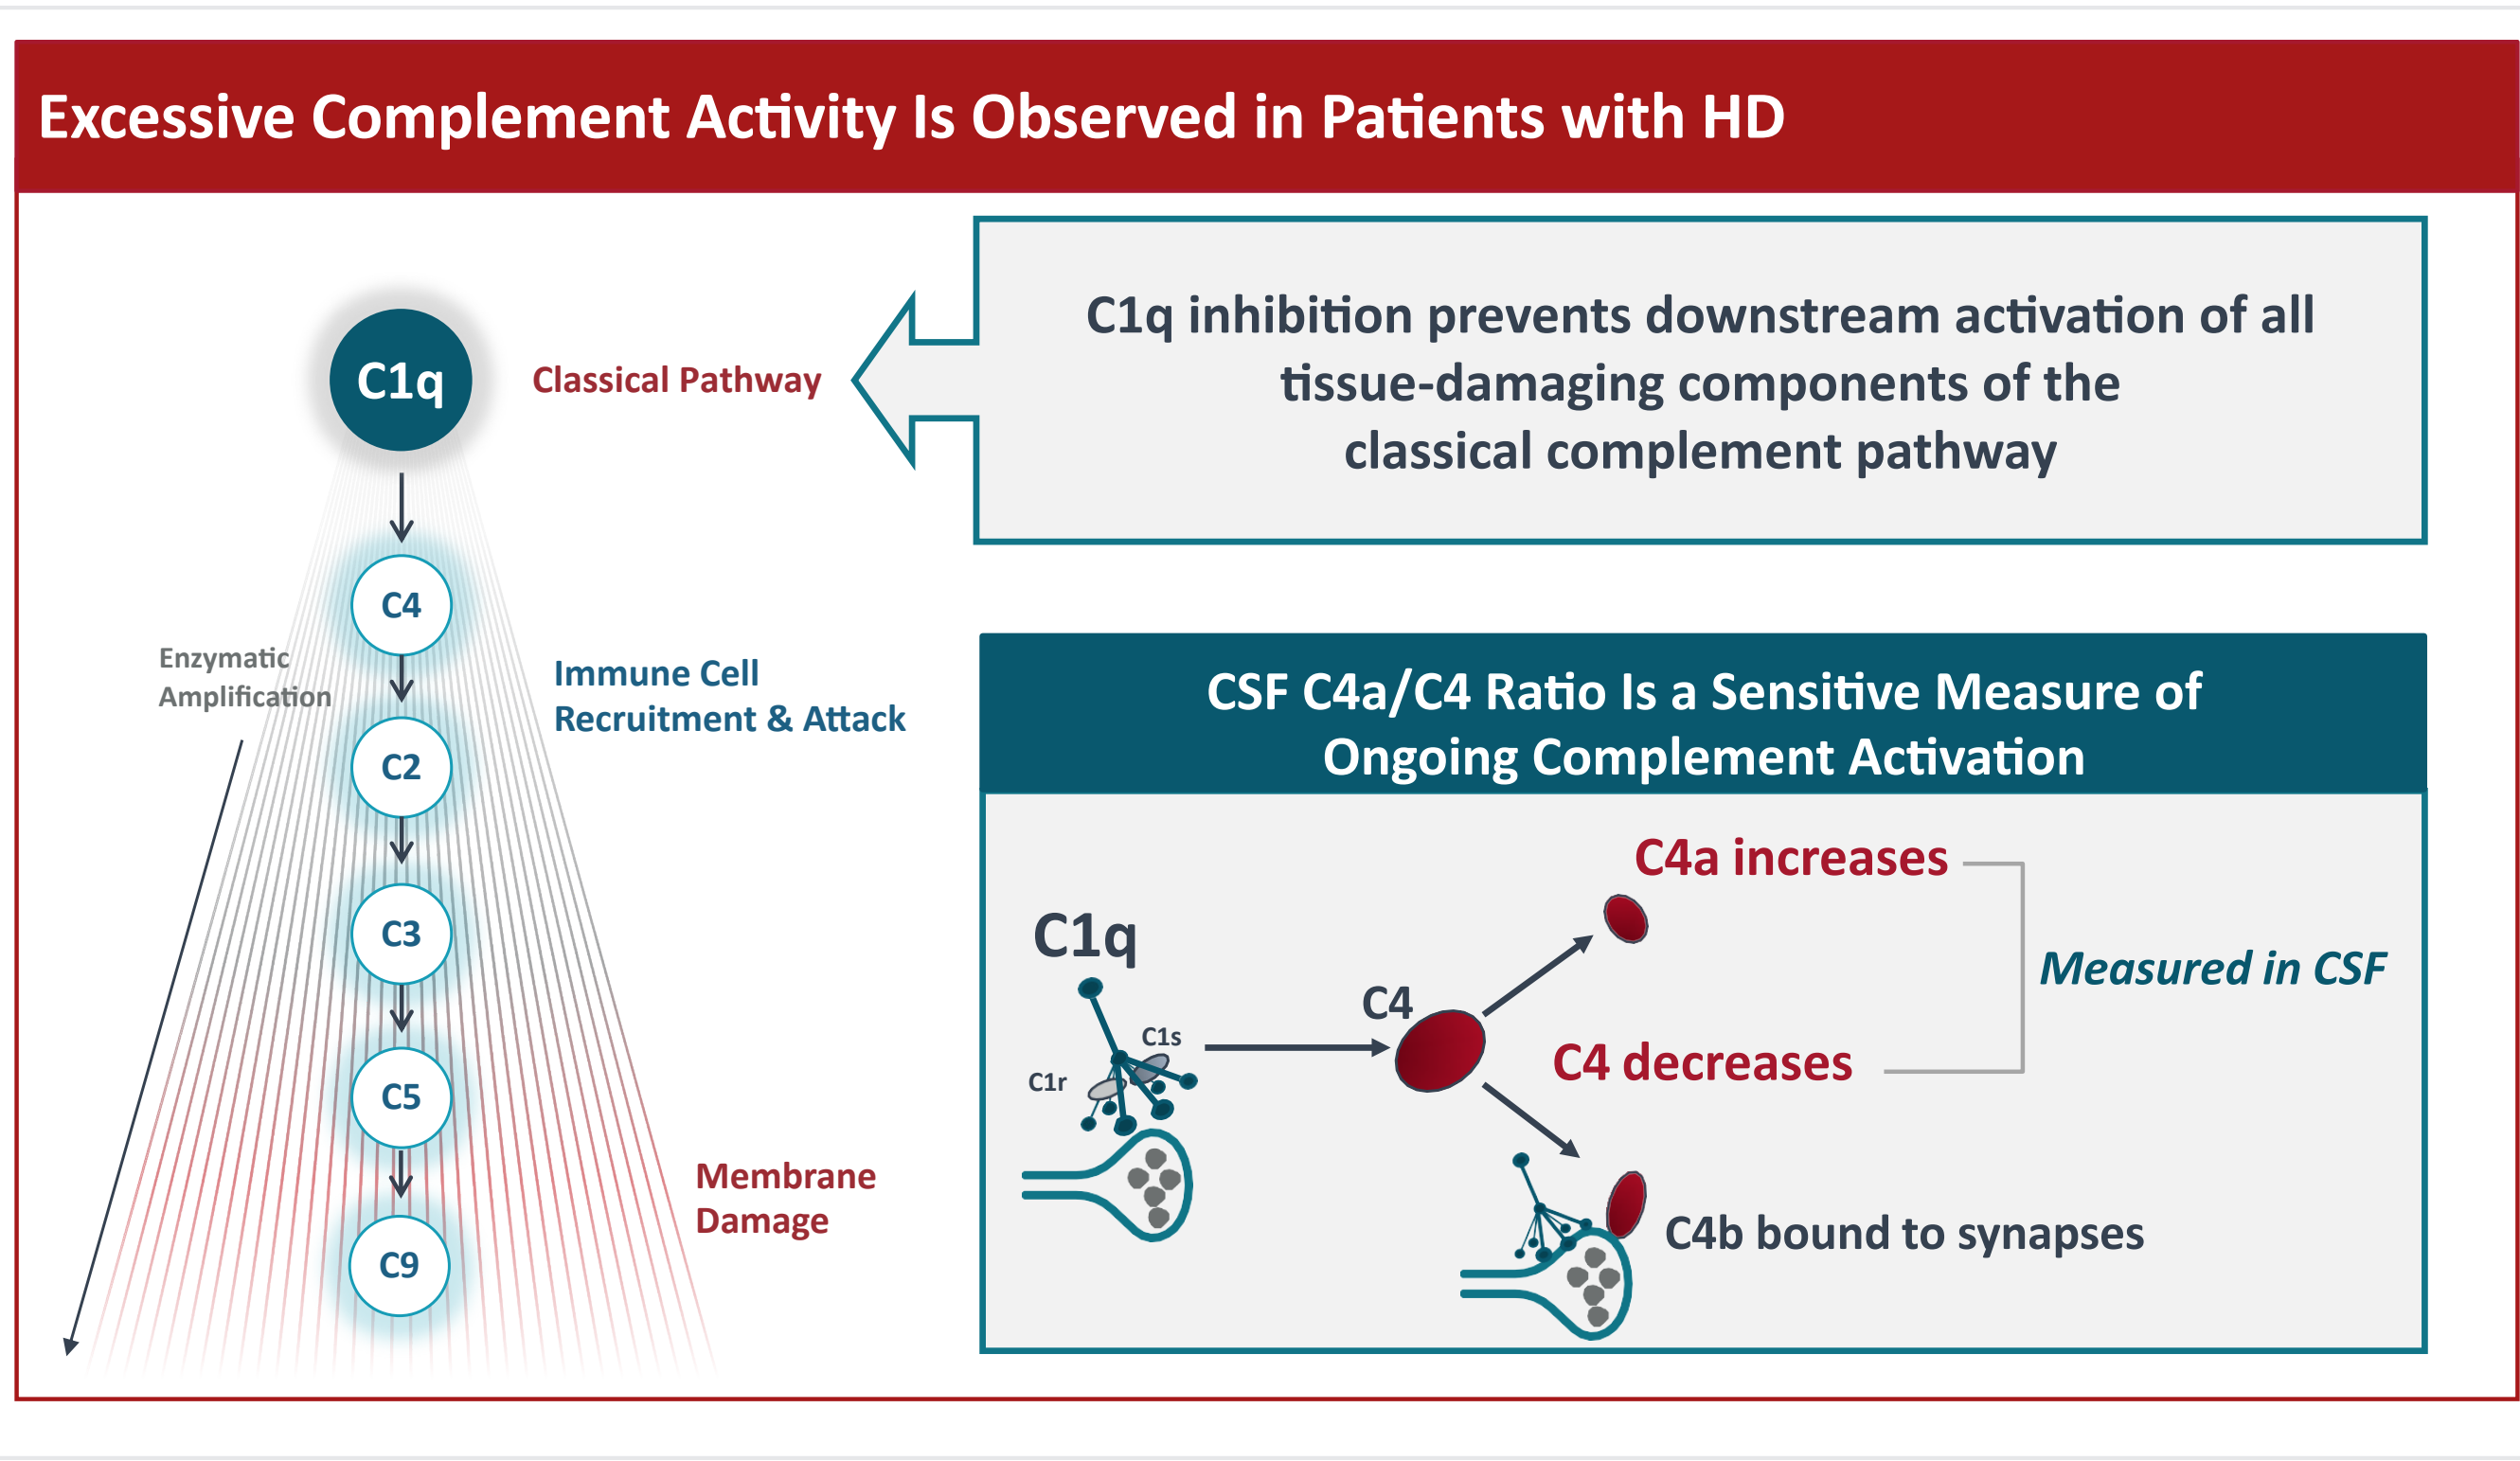 Excessive Complement Activity Is Observed in Patients with HD
C1q
Classical Pathway
C1q inhibition prevents downstream activation of all
tissue-damaging components of the
classical complement pathway
C4
Enzymatic
Amplification
Immune Cell
Recruitment & Attack
C2
C3
C5
Membrane
Damage
C9
CSF C4a/C4 Ratio Is a Sensitive Measure of
Ongoing Complement Activation
C4a increases
C1q
Measured in CSF
C4
C1s
C1r
C4 decreases
C4b bound to synapses